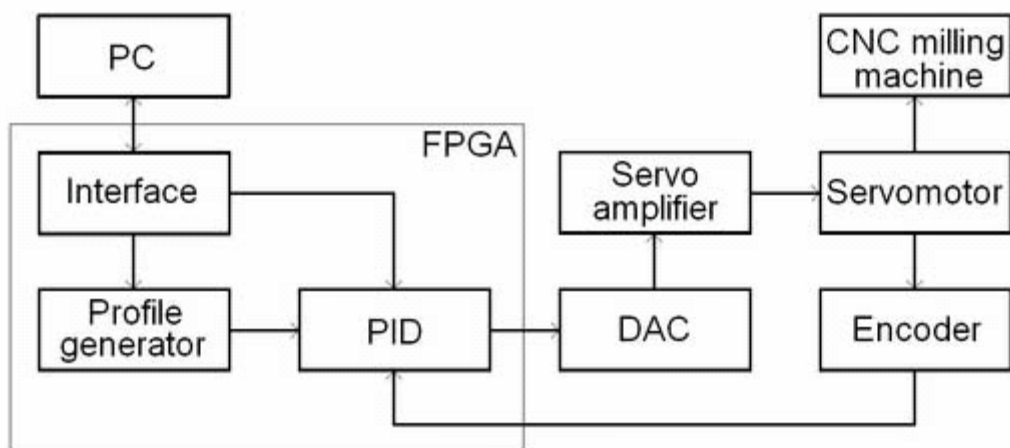 PC
CNC milling
machine
FPGA
Interface
Servo
amplifier
Servomotor
Profile
generator
PID
DAC
Encoder